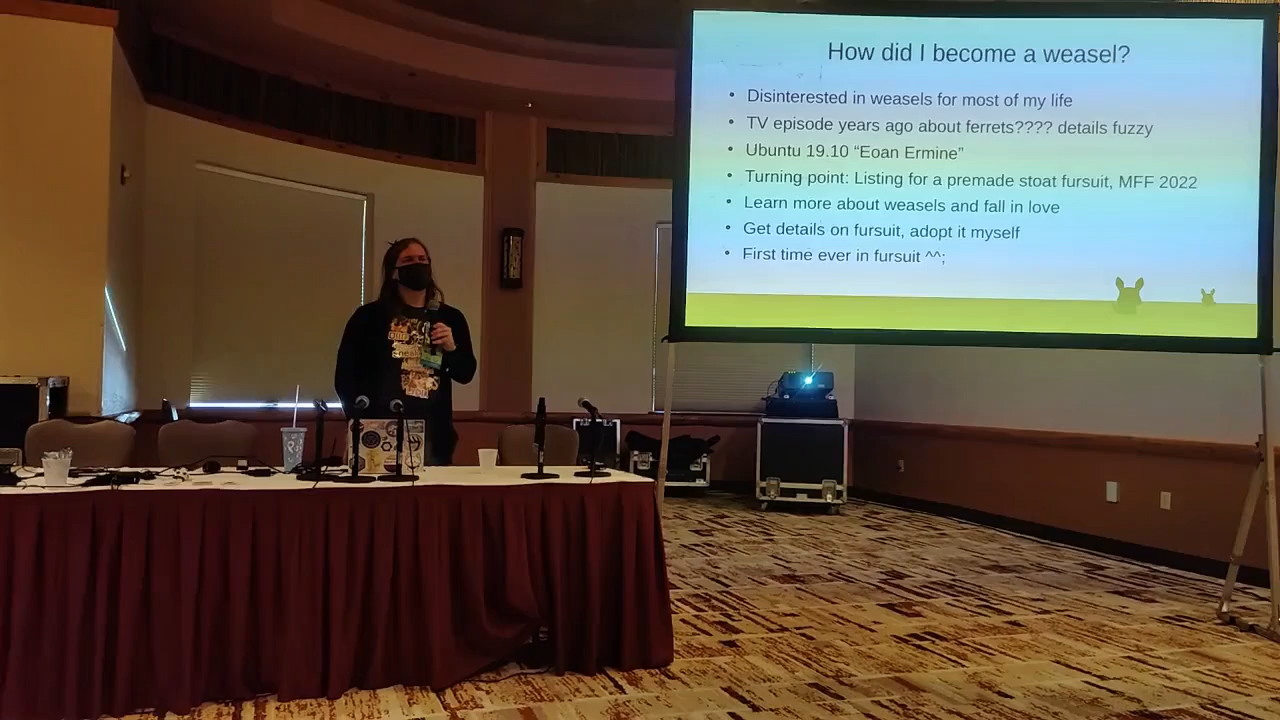 How did I become a weasel?
• Disinterested in weasels for most of my life
• TV episode years ago about ferrets???? details fuzzy
• Ubuntu 19.10 “Eoan Ermine”
• Turning point: Listing for a premade stoat fursuit, MFF 2022
• Learn more about weasels and fall in love
• Get details on fursuit, adopt it myself
• First time ever in fursuit ^^;